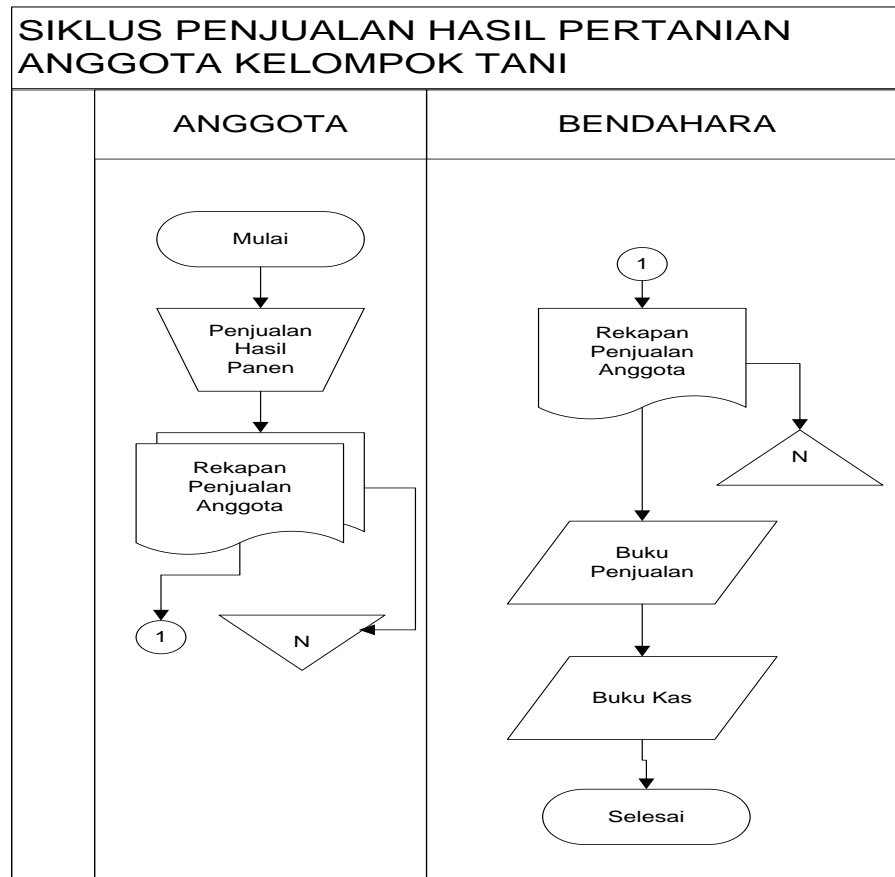 SIKLUS PENJUALAN HASIL PERTANIAN
ANGGOTA KELOMPOK TANI
ANGGOTA
BENDAHARA
Mulai
Penjualan
Hasil
Panen
Rekapan
Penjualan
Anggota
1
N
1
Rekapan
Penjualan
Anggota
N
Buku
Penjualan
Buku Kas
Selesai